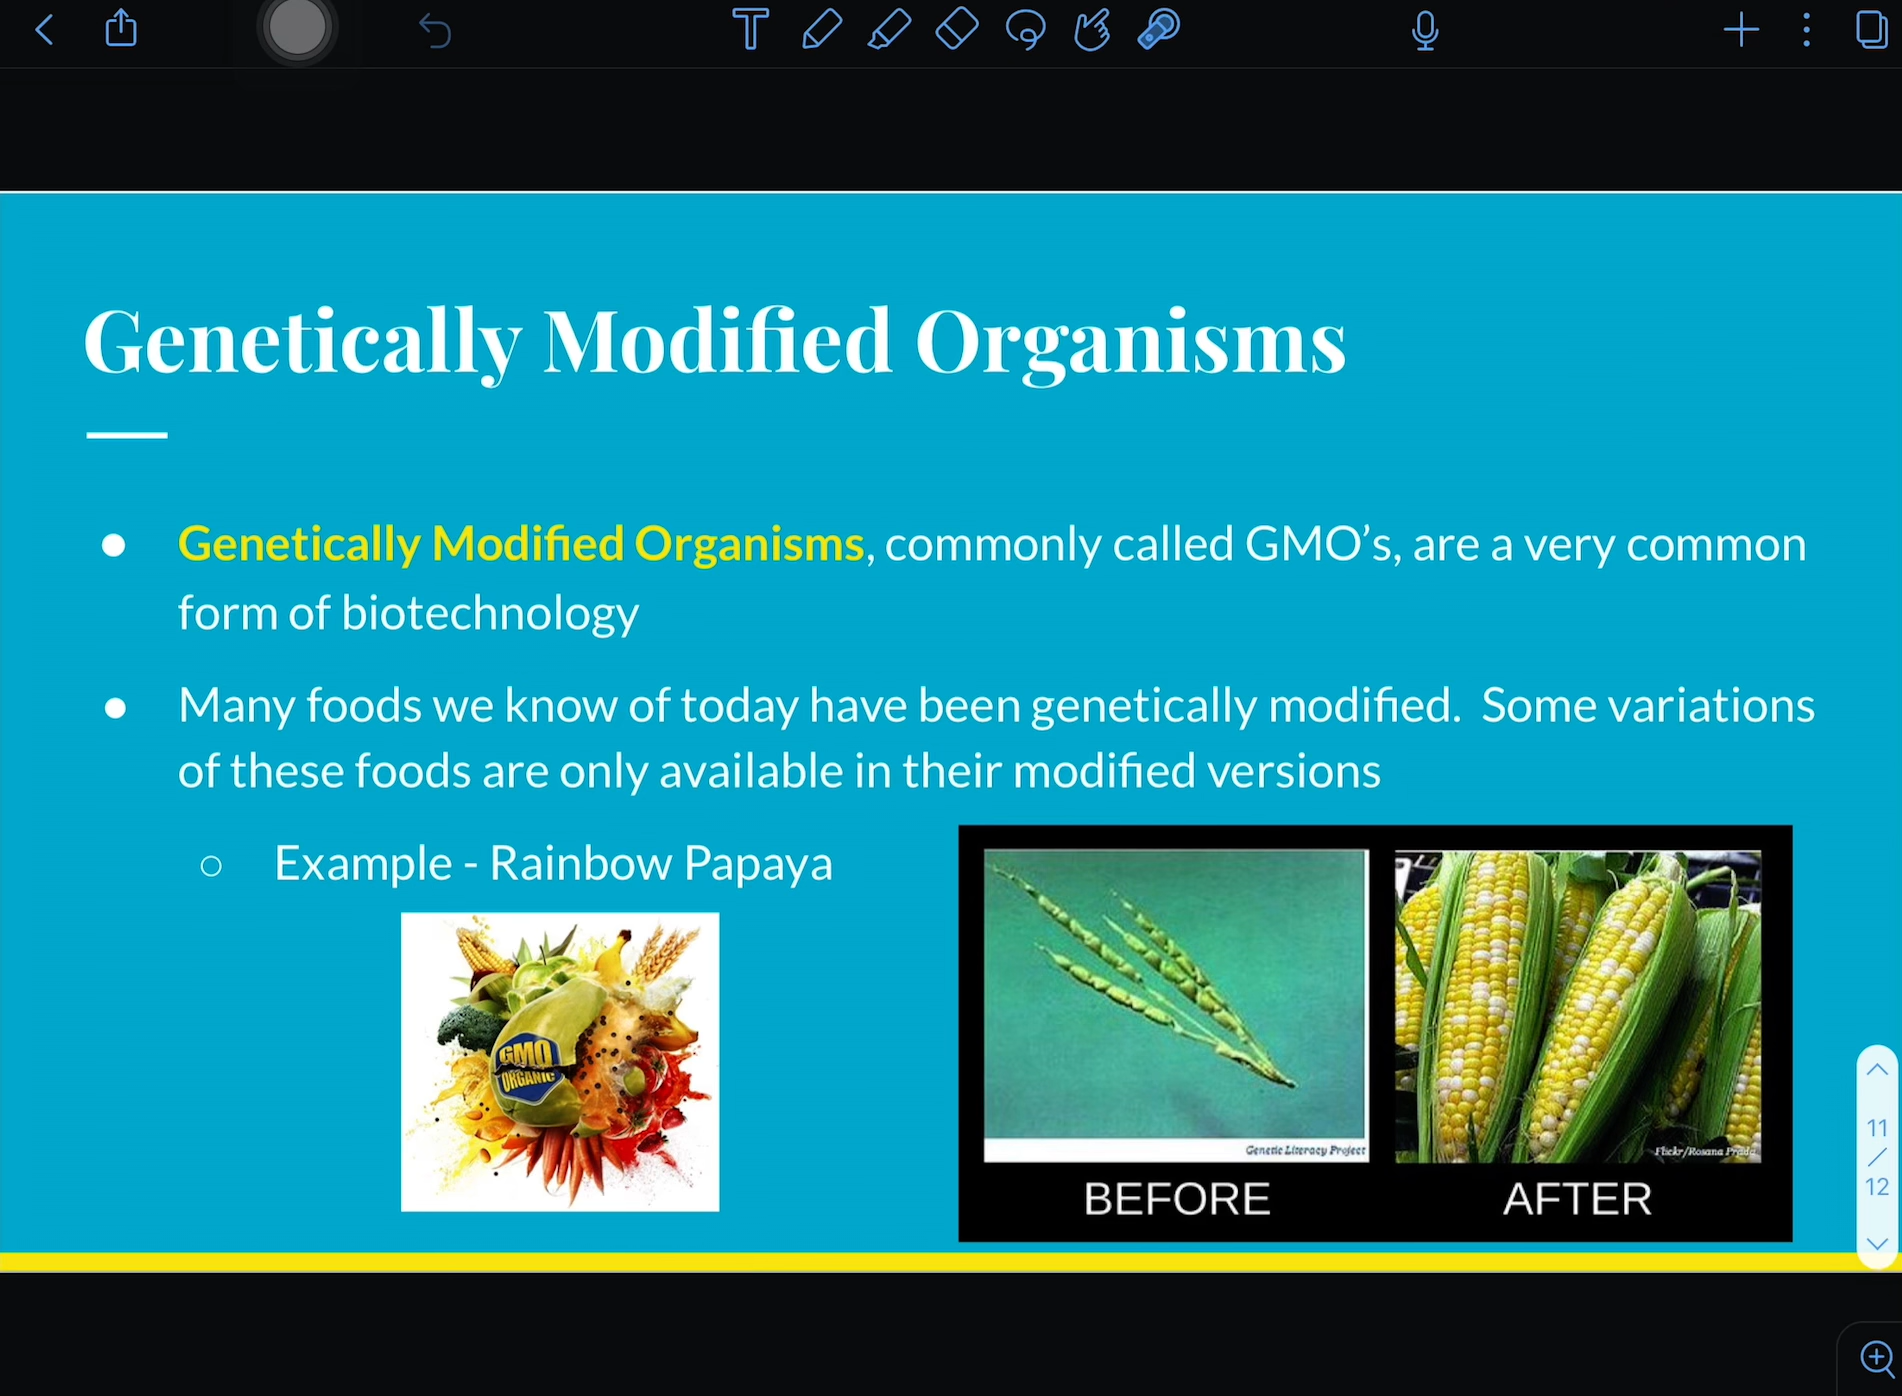 Genetically Modified Organisms
Genetically Modified Organisms, commonly called GMO’s, are a very common
form of biotechnology
Many foods we know of today have been genetically modified.  Some variations
of these foods are only available in their modified versions
Example - Rainbow Papaya
GMO
ORGANIC
Genetic Literacy Project
Flickr/Rosana Prada
BEFORE
AFTER
11
/
12